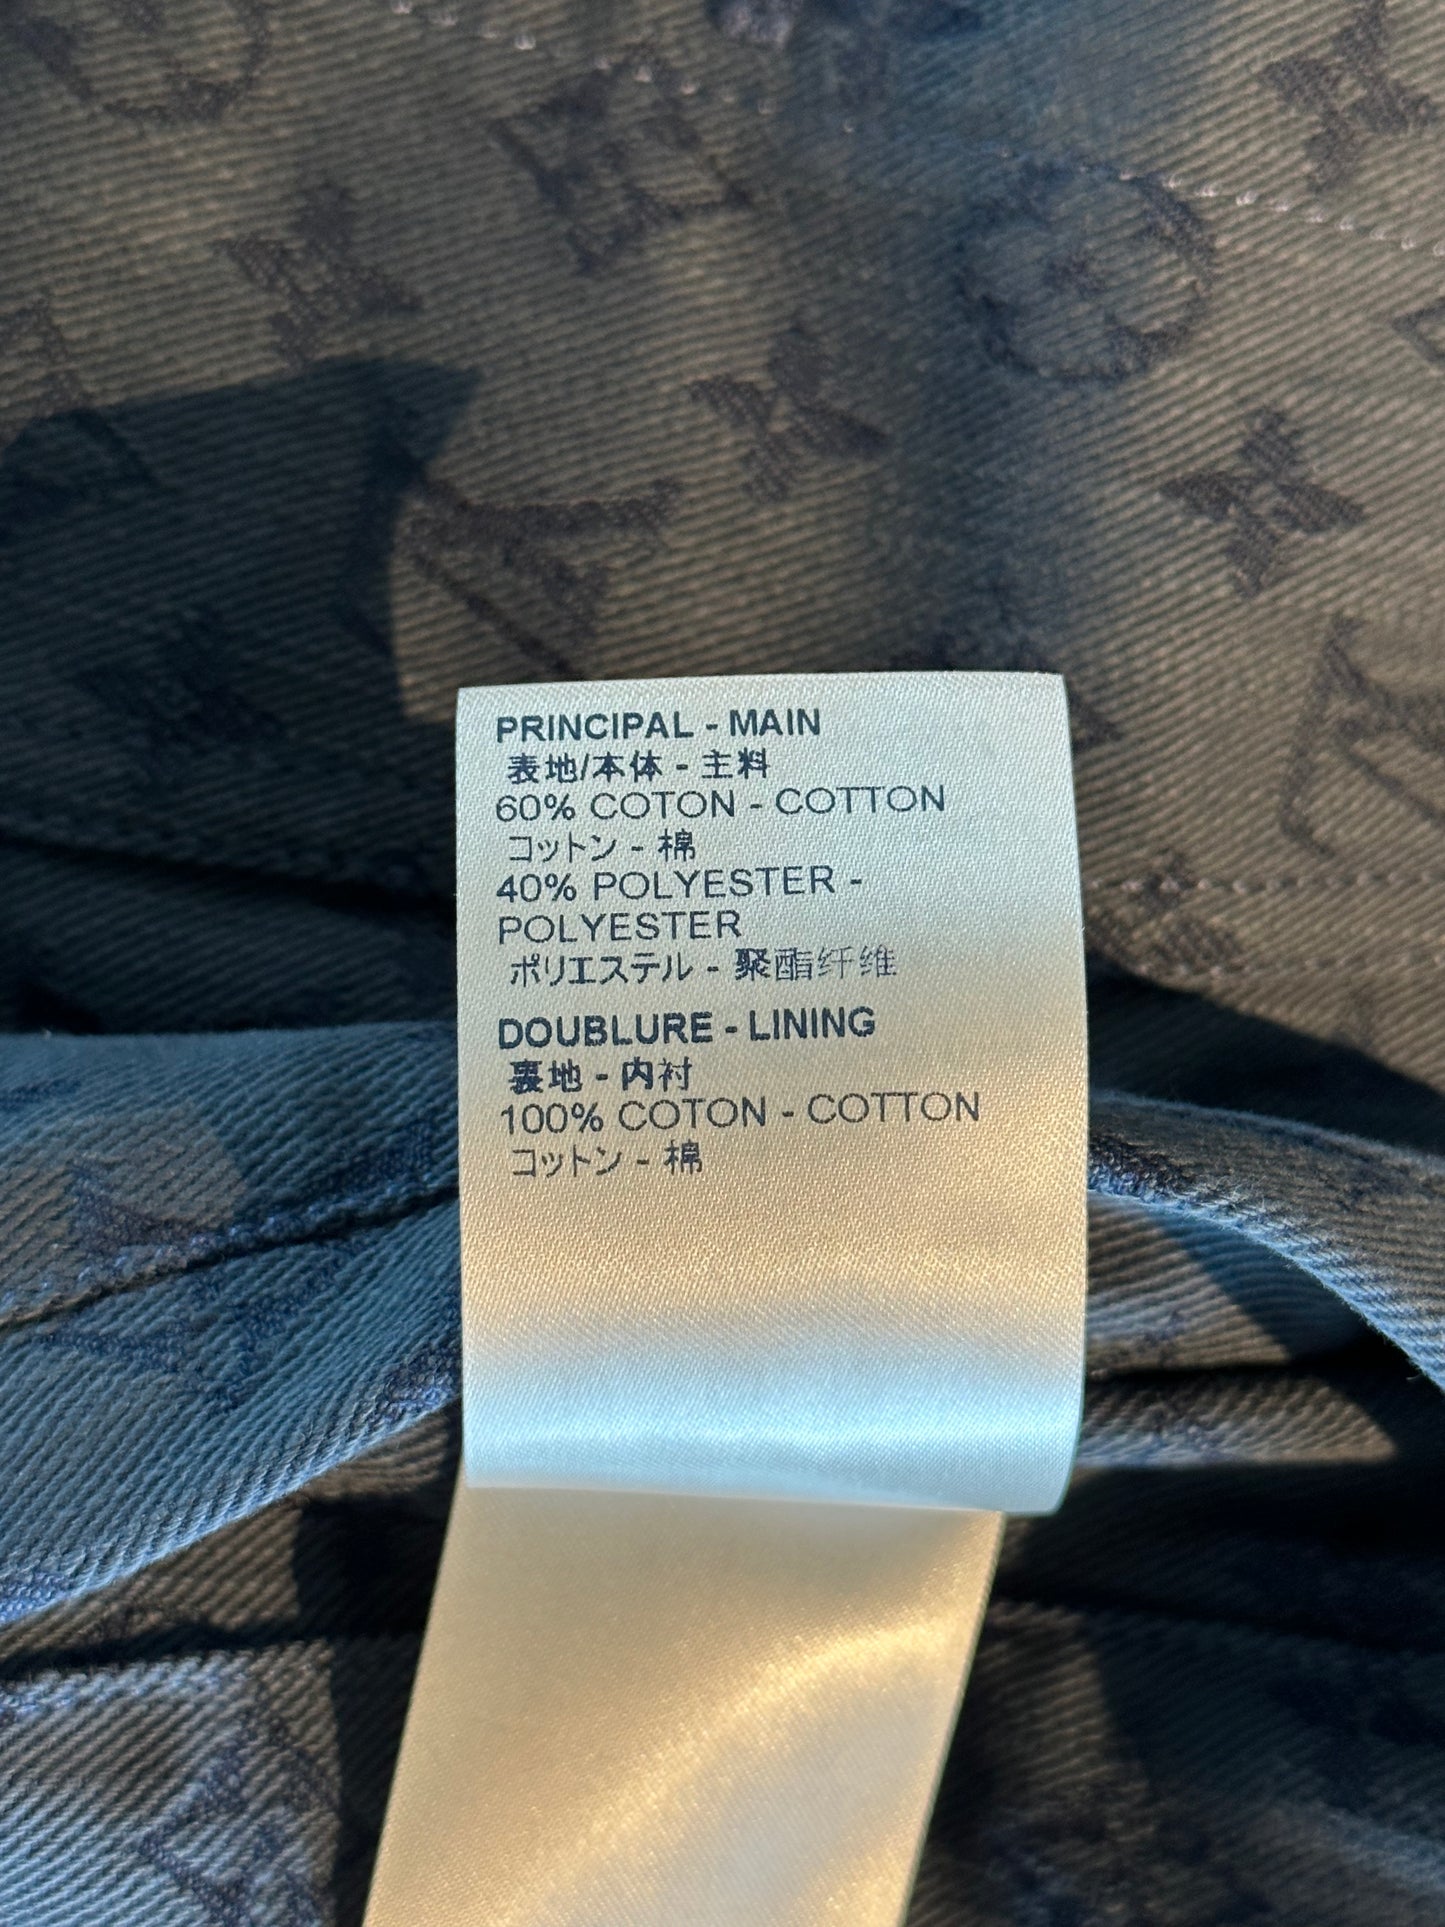 PRINCIPAL - MAIN
表地/本体 - 主料
60% COTON - COTTON
コットン - 棉
40% POLYESTER -
POLYESTER
ポリエステル - 聚酯纤维
DOUBLURE - LINING
裏地 - 内衬
100% COTON - COTTON
コットン - 棉